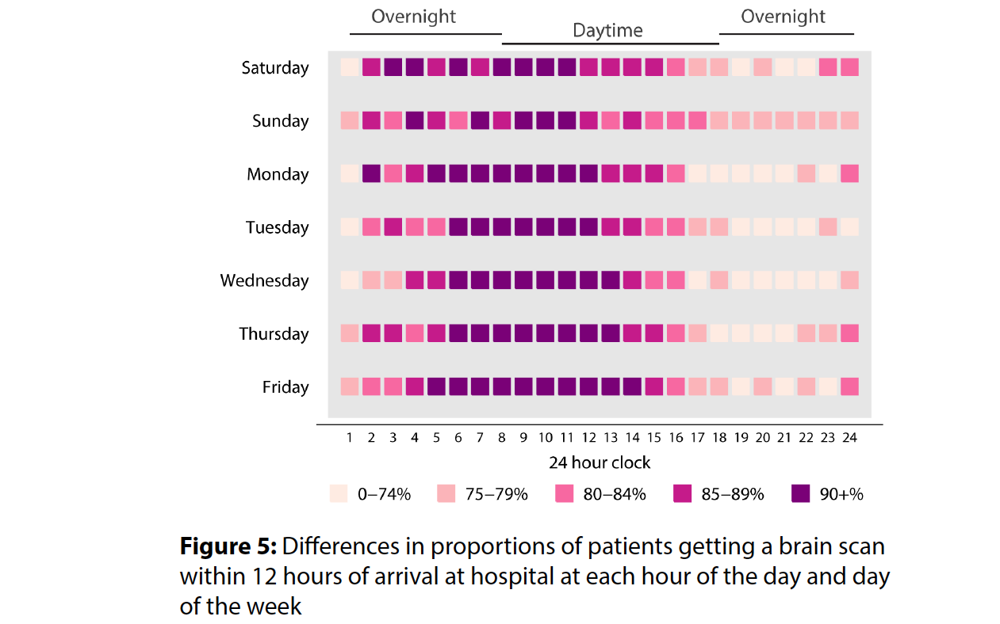 Overnight
Daytime
Overnight
Saturday
Sunday
Monday
Tuesday
Wednesday
Thursday
Friday
1 2 3 4 5 6 7 8 9 10 11 12 13 14 15 16 17 18 19 20 21 22 23 24
24 hour clock
0–74% 75–79% 80–84% 85–89% 90+%
Figure 5: Differences in proportions of patients getting a brain scan
within 12 hours of arrival at hospital at each hour of the day and day
of the week